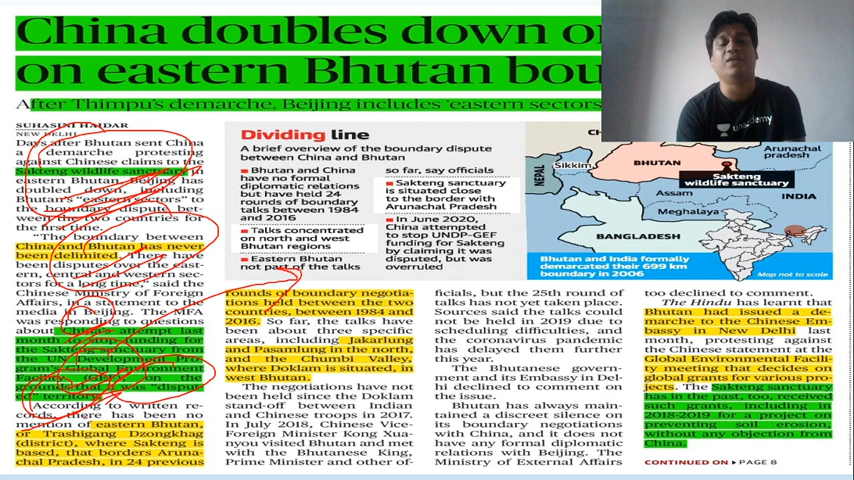 China doubles down o
on eastern Bhutan bou
After Thimpu's demarche, Beijing includes 'eastern sectors
SUHASINI HAIDAR
NEW DELHI
Days after Bhutan sent China
a demarche protesting
against Chinese claims to the
Sakteng wildlife sanctuary in
eastern Bhutan, Beijing has
doubled down, including
Bhutan's "eastern sectors" to
the boundary dispute bet-
ween the two countries for
the first time.
"The boundary between
China and Bhutan has never
been delimited. There have
been disputes over the east-
ern, central and western sec-
tors for a long time," said the
Chinese Ministry of Foreign
Affairs, in a statement to the
media in Beijing. The MFA
was responding to questions
about China's attempt last
month to stop funding for
the Sakteng sanctuary from
the UN Development Pro-
gram's Global Environment
Facility (GEF) on the
grounds that it was "disput-
ed" territory.
According to written re-
cords, there has been no
mention of eastern Bhutan,
or Trashigang Dzongkhag
(district), where Sakteng is
based, that borders Aruna-
chal Pradesh, in 24 previous
Dividing line
A brief overview of the boundary dispute
between China and Bhutan
Bhutan and China
have no formal
diplomatic relations
but have held 24
rounds of boundary
talks between 1984
and 2016
Talks concentrated
on north and west
Bhutan regions
Eastern Bhutan
not part of the talks
so far, say officials
Sakteng sanctuary
is situated close
to the border with
Arunachal Pradesh
In June 2020,
China attempted
to stop UNDP-GEF
funding for Sakteng
by claiming it was
disputed, but was
overruled
CH
NEPAL
Sikkim
BHUTAN
Arunachal
pradesh
Sakteng
wildlife sanctuary
Assam
INDIA
Meghalaya
BANGLADESH
Bhutan and India formally
demarcated their 699 km
boundary in 2006
Map not to scale
unacademy
rounds of boundary negotia-
tions held between the two
countries, between 1984 and
2016. So far, the talks have
been about three specific
areas, including Jakarlung
and Pasamlung in the north,
and the Chumbi Valley,
where Doklam is situated, in
west Bhutan.
The negotiations have not
been held since the Doklam
stand-off between Indian
and Chinese troops in 2017.
In July 2018, Chinese Vice-
Foreign Minister Kong Xua-
nyou visited Bhutan and met
with the Bhutanese King,
Prime Minister and other of-
ficials, but the 25th round of
talks has not yet taken place.
Sources said the talks could
not be held in 2019 due to
scheduling difficulties, and
the coronavirus pandemic
has delayed them further
this year.
The Bhutanese govern-
ment and its Embassy in Del-
hi declined to comment on
the issue.
Bhutan has always main-
tained a discreet silence on
its boundary negotiations
with China, and it does not
have any formal diplomatic
relations with Beijing. The
Ministry of External Affairs
too declined to comment.
The Hindu has learnt that
Bhutan had issued a de-
marche to the Chinese Em-
bassy in New Delhi last
month, protesting against
the Chinese statement at the
Global Environmental Facili-
ty meeting that decides on
global grants for various pro-
jects. The Sakteng sanctuary
has in the past, too, received
such grants, including in
2018-2019 for a project on
preventing soil erosion,
without any objection from
China.
CONTINUED ON ▶ PAGE 8